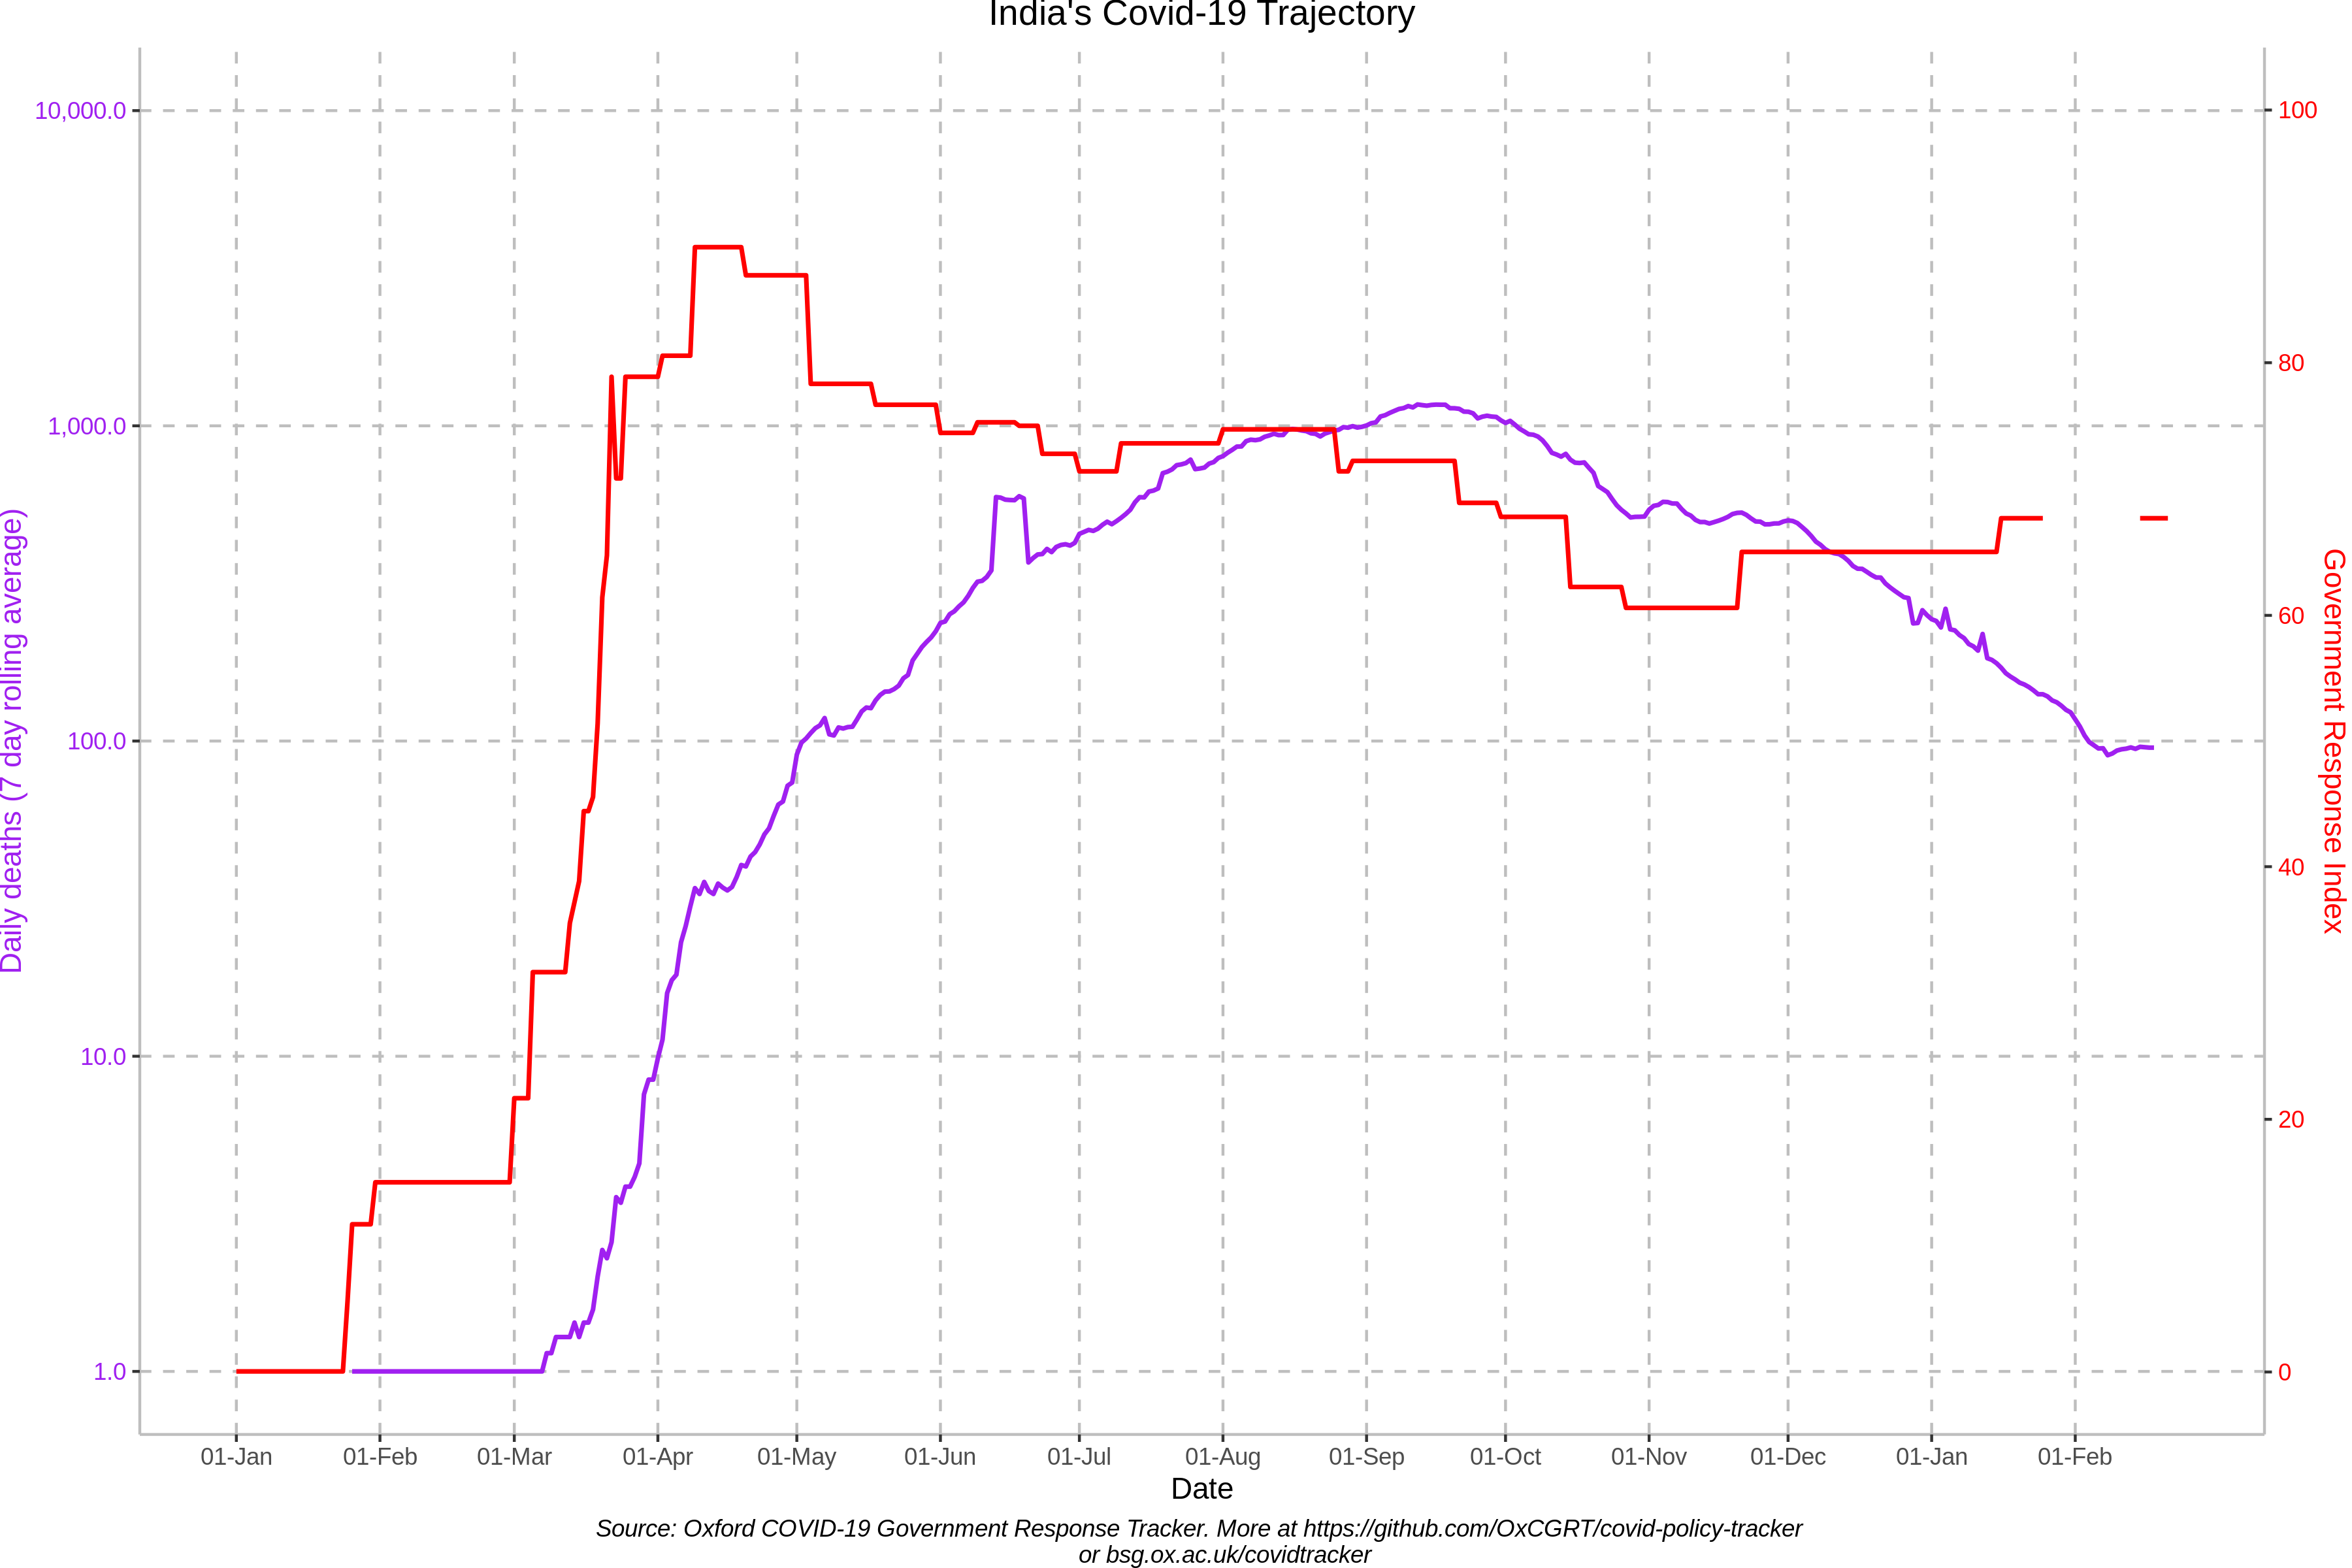 India's Covid-19 Trajectory
10,000.0
1,000.0
100.0
10.0
1.0
Daily deaths (7 day rolling average)
100
80
60
40
20
0
Government Response Index
01-Jan 01-Feb 01-Mar 01-Apr 01-May 01-Jun 01-Jul 01-Aug 01-Sep 01-Oct 01-Nov 01-Dec 01-Jan 01-Feb
Date
Source: Oxford COVID-19 Government Response Tracker. More at https://github.com/OxCGRT/covid-policy-tracker
or bsg.ox.ac.uk/covidtracker